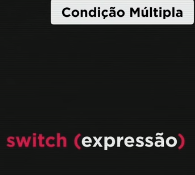 Condição Múltipla
switch (expressão)